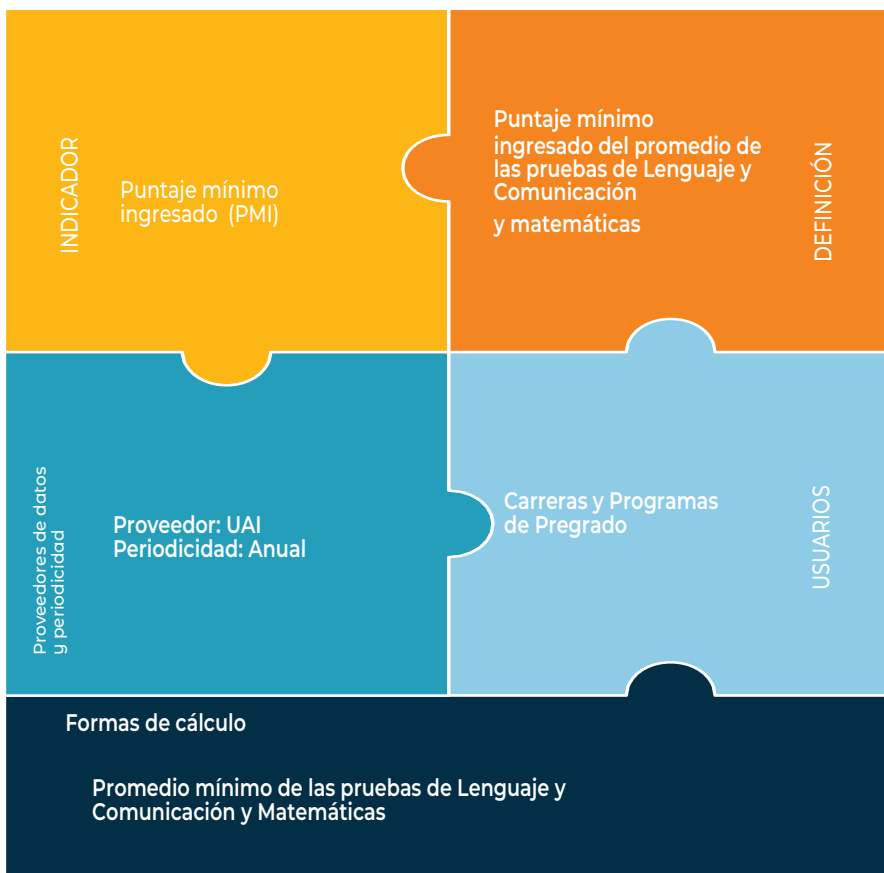 INDICADOR
Puntaje mínimo
ingresado (PMI)
Puntaje mínimo
ingresado del promedio de
las pruebas de Lenguaje y
Comunicación
y matemáticas
DEFINICIÓN
Proveedores de datos
y periodicidad
Proveedor: UAI
Periodicidad: Anual
Carreras y Programas
de Pregrado
USUARIOS
Formas de cálculo
Promedio mínimo de las pruebas de Lenguaje y
Comunicación y Matemáticas